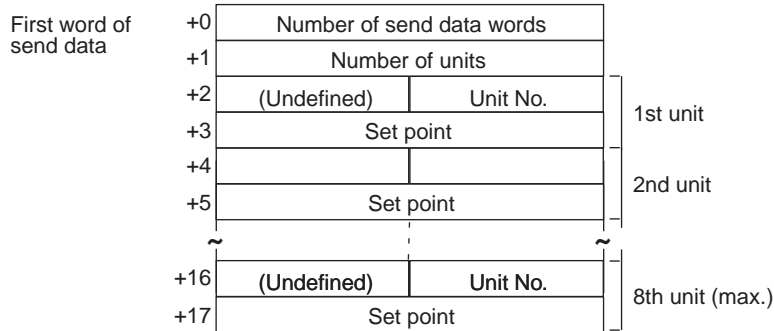 First word of
send data
+0 Number of send data words
+1 Number of units
+2 (Undefined) Unit No.
+3 Set point
1st unit
+4
+5 Set point
2nd unit
~ ~
+16 (Undefined) Unit No.
+17 Set point
8th unit (max.)